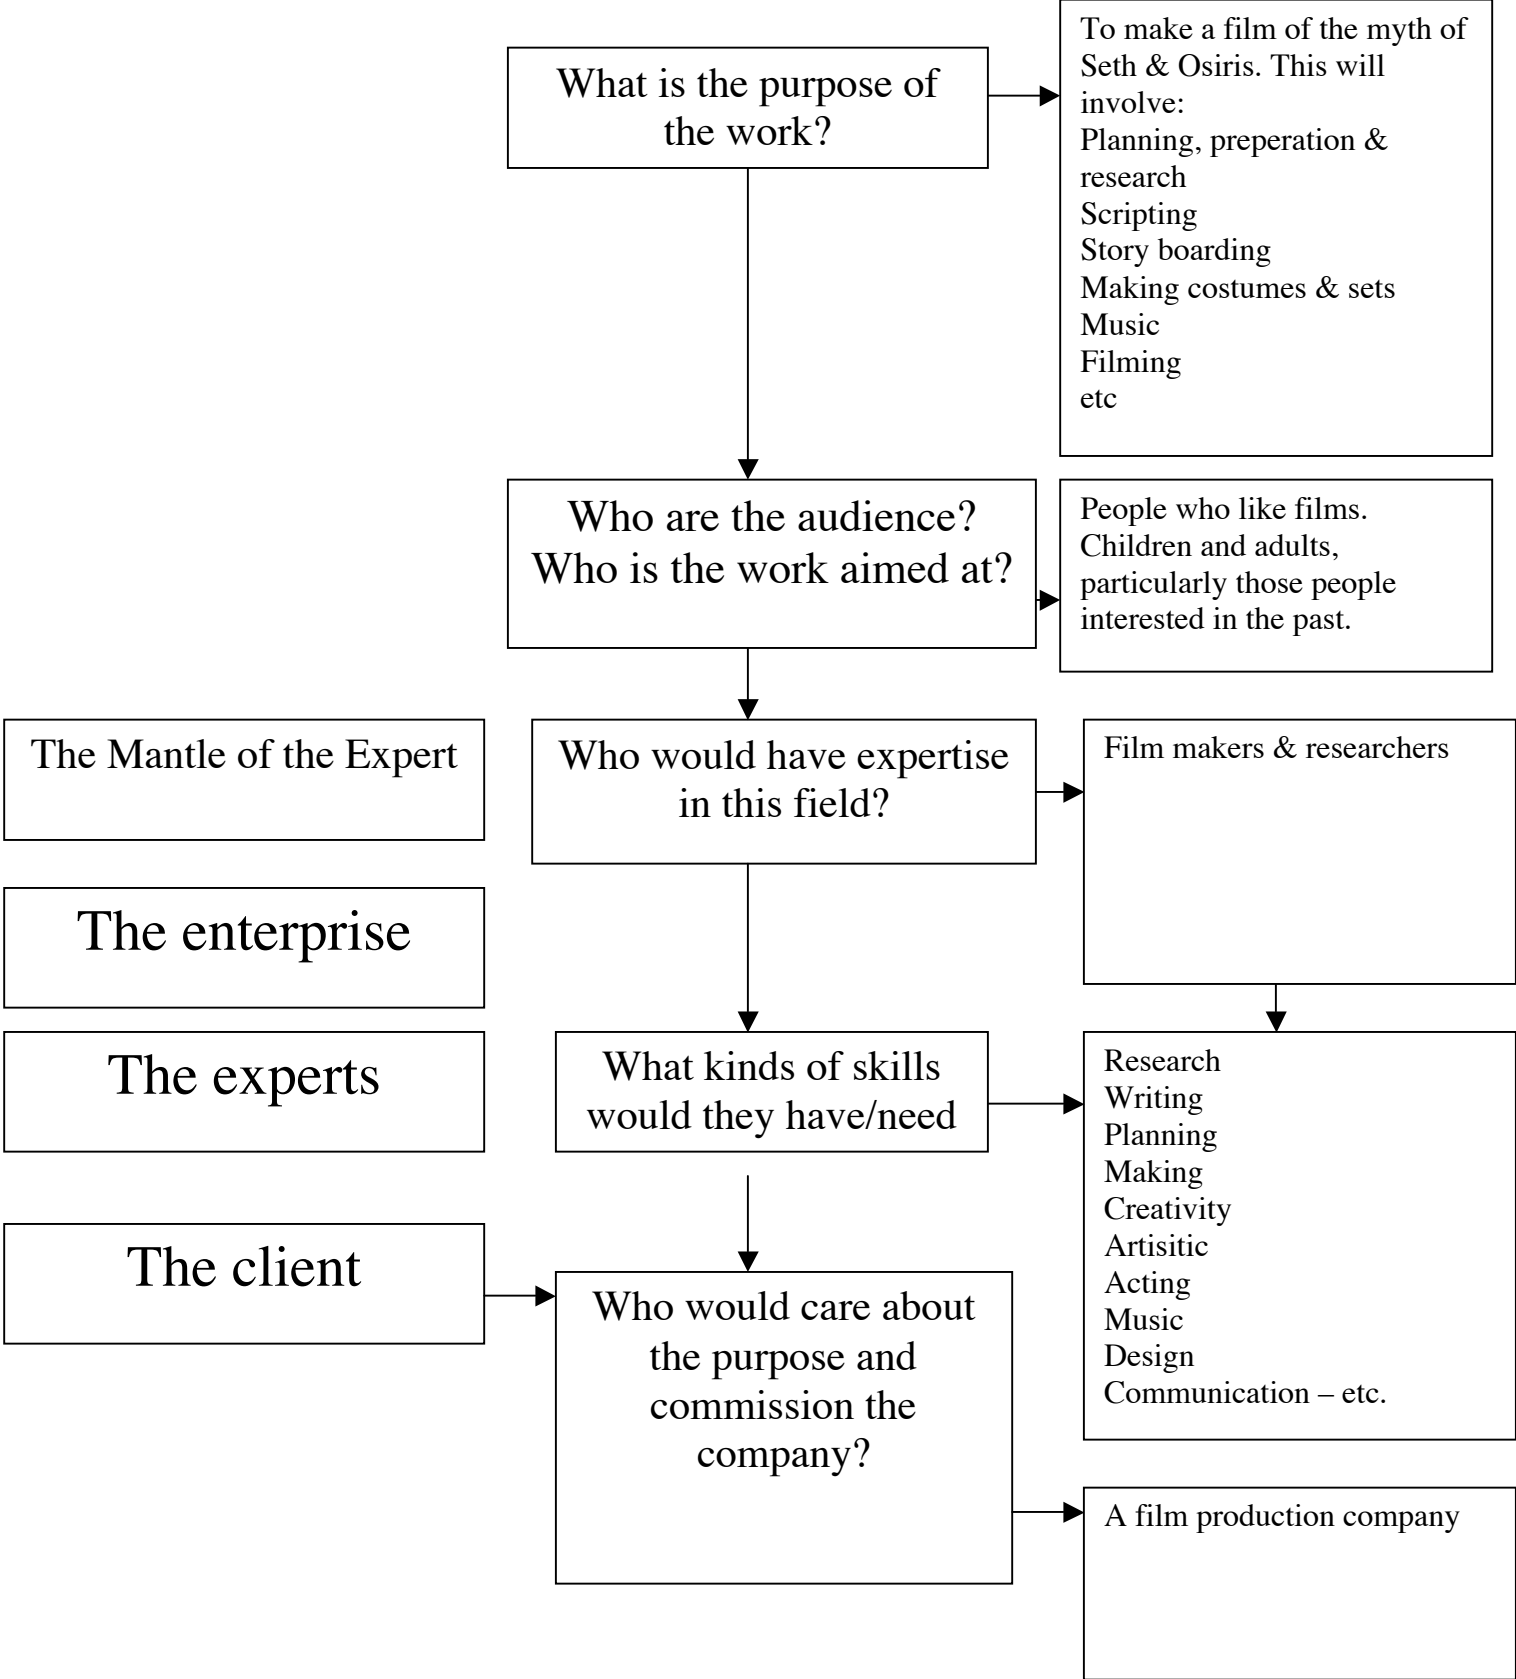 What is the purpose of
the work?
To make a film of the myth of
Seth & Osiris. This will
involve:
Planning, preperation &
research
Scripting
Story boarding
Making costumes & sets
Music
Filming
etc
Who are the audience?
Who is the work aimed at?
People who like films.
Children and adults,
particularly those people
interested in the past.
The Mantle of the Expert
Who would have expertise
in this field?
Film makers & researchers
The enterprise
The experts
What kinds of skills
would they have/need
Research
Writing
Planning
Making
Creativity
Artisitic
Acting
Music
Design
Communication – etc.
The client
Who would care about
the purpose and
commission the
company?
A film production company